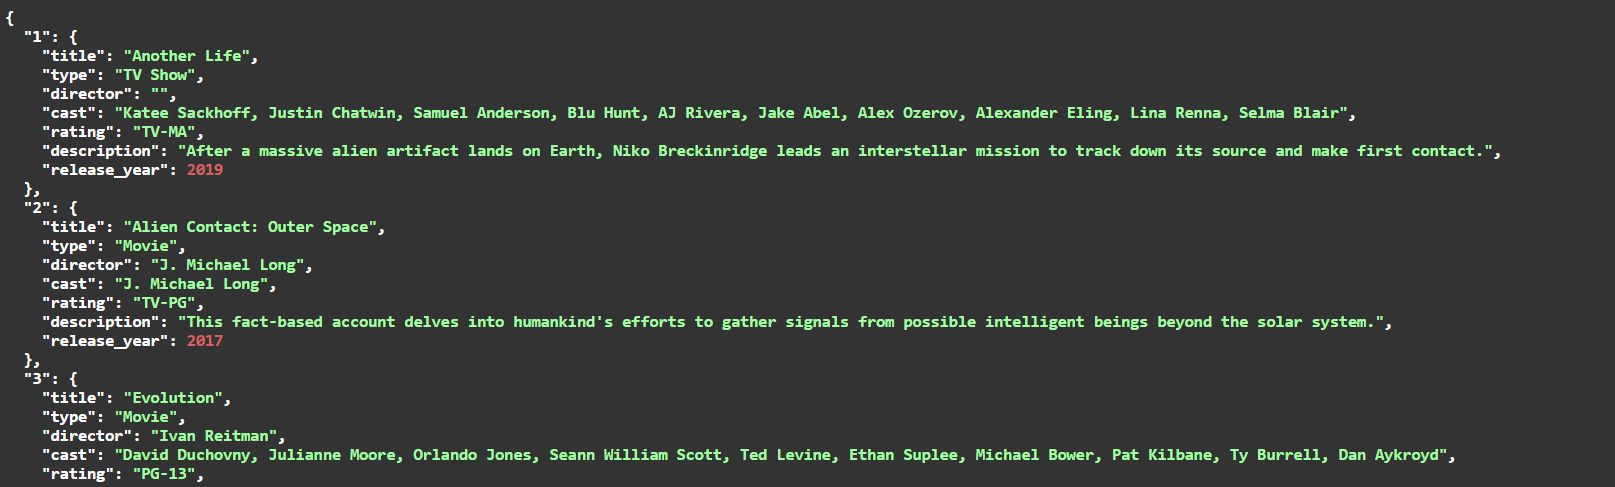 {
  "1": {
    "title": "Another Life",
    "type": "TV Show",
    "director": "",
    "cast": "Katee Sackhoff, Justin Chatwin, Samuel Anderson, Blu Hunt, AJ Rivera, Jake Abel, Alex Ozerov, Alexander Eling, Lina Renna, Selma Blair",
    "rating": "TV-MA",
    "description": "After a massive alien artifact lands on Earth, Niko Breckinridge leads an interstellar mission to track down its source and make first contact.",
    "release_year": 2019
  },
  "2": {
    "title": "Alien Contact: Outer Space",
    "type": "Movie",
    "director": "J. Michael Long",
    "cast": "J. Michael Long",
    "rating": "TV-PG",
    "description": "This fact-based account delves into humankind's efforts to gather signals from possible intelligent beings beyond the solar system.",
    "release_year": 2017
  },
  "3": {
    "title": "Evolution",
    "type": "Movie",
    "director": "Ivan Reitman",
    "cast": "David Duchovny, Julianne Moore, Orlando Jones, Seann William Scott, Ted Levine, Ethan Suplee, Michael Bower, Pat Kilbane, Ty Burrell, Dan Aykroyd",
    "rating": "PG-13",